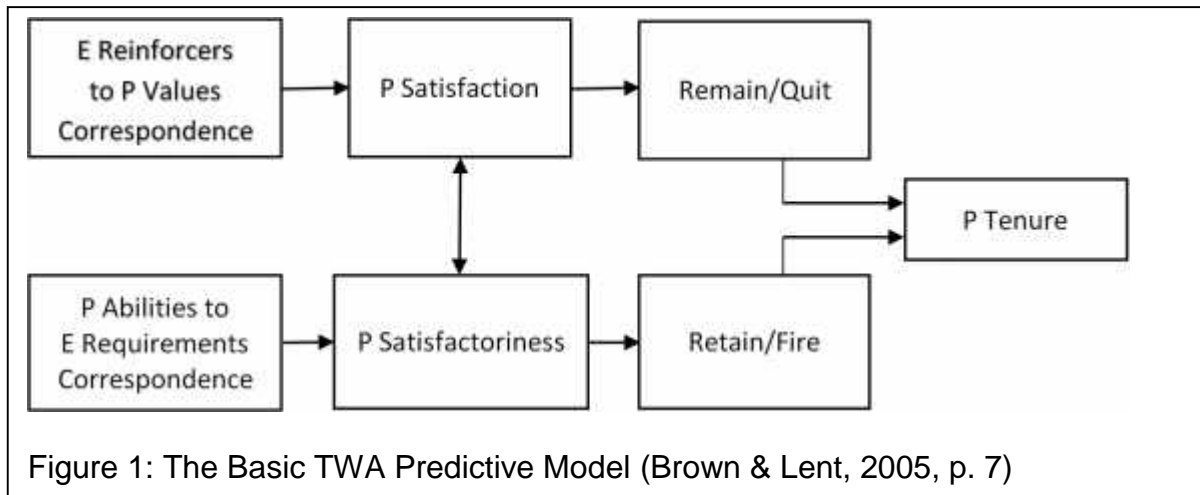 E Reinforcers
to P Values
Correspondence
P Satisfaction
Remain/Quit
P Tenure
P Abilities to
E Requirements
Correspondence
P Satisfactoriness
Retain/Fire
Figure 1: The Basic TWA Predictive Model (Brown & Lent, 2005, p. 7)